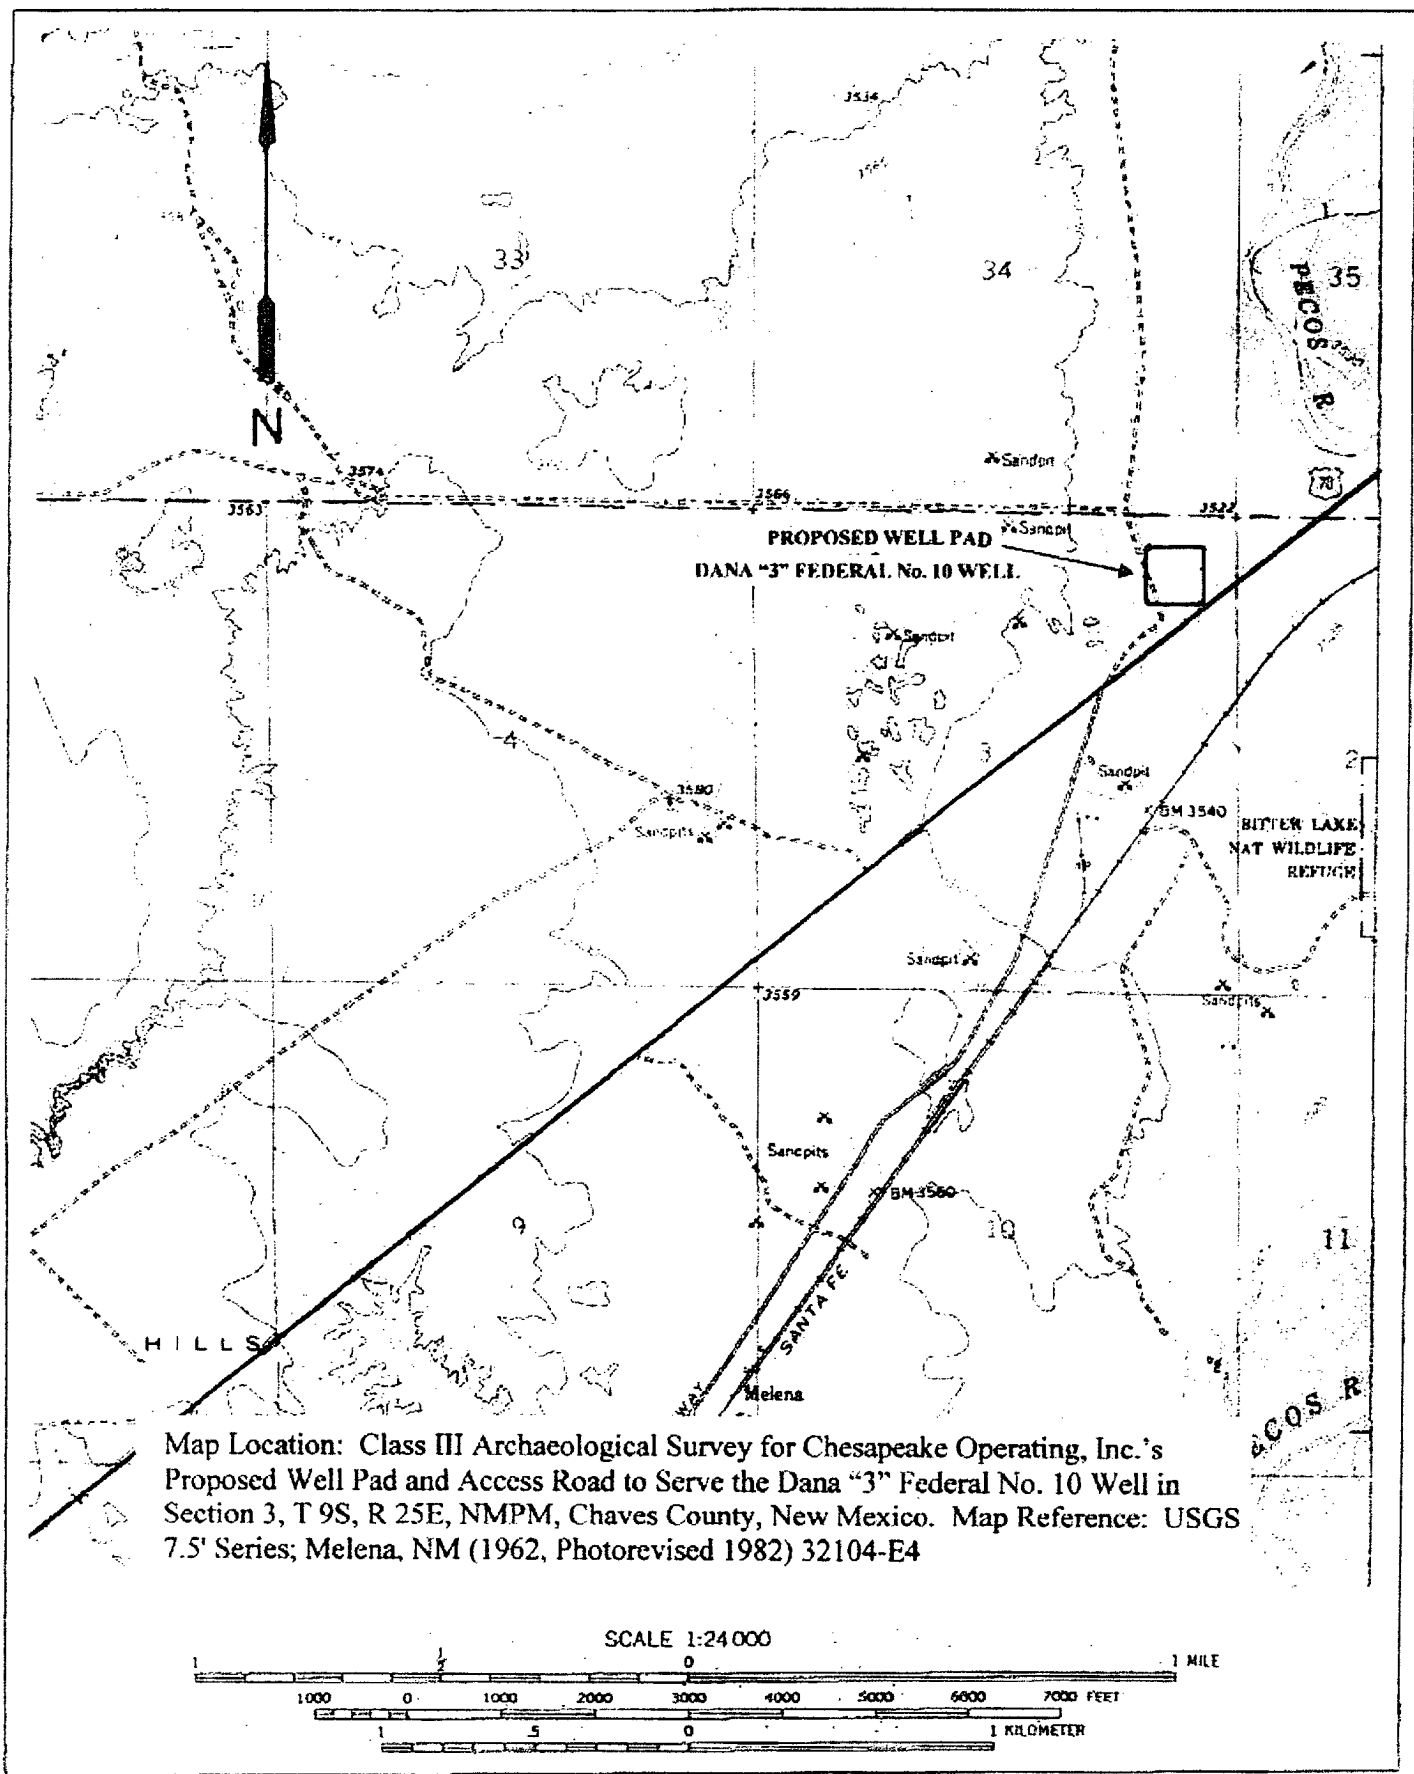 3534
3565
33
34
35
PECOS R
N
Sandpit
3574
70
3563
3566
3522
Sandpit
PROPOSED WELL PAD
DANA "3" FEDERAL No. 10 WELL
Sandpit
4
3
2
Sandpit
3580
Sandpits
BM 3540
BITTER LAKE
NAT WILDLIFE
REFUGE
Sandpit
3559
Sandpits
Sandpits
BM 3560
9
10
11
SANTA FE
HILLS
Melena
WAY
COS R
Map Location: Class III Archaeological Survey for Chesapeake Operating, Inc.'s
Proposed Well Pad and Access Road to Serve the Dana "3" Federal No. 10 Well in
Section 3, T 9S, R 25E, NMPM, Chaves County, New Mexico. Map Reference: USGS
7.5' Series; Melena, NM (1962, Photorevised 1982) 32104-E4
SCALE 1:24 000
1 ½ 0 1 MILE
1000 0 1000 2000 3000 4000 5000 6000 7000 FEET
1 .5 0 1 KILOMETER